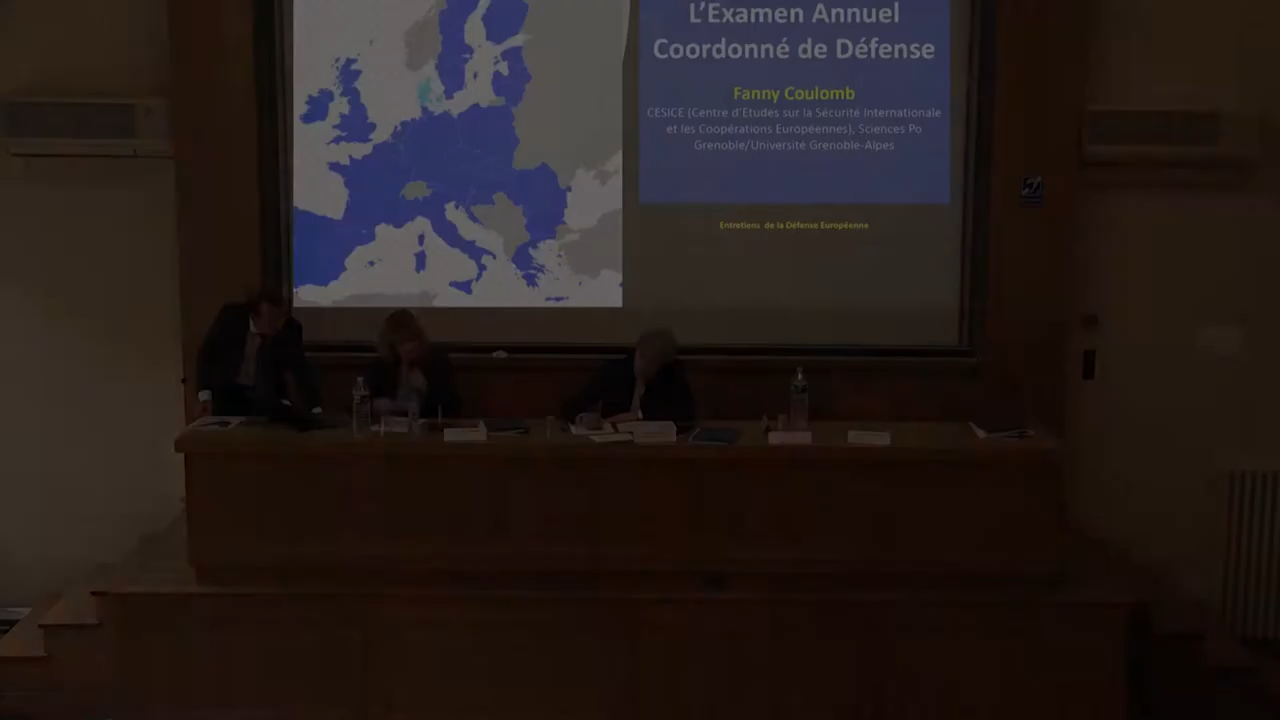 L’Examen Annuel
Coordonné de Défense
Fanny Coulomb
CESICE (Centre d'Etudes sur la Sécurité Internationale
et les Coopérations Européennes), Sciences Po
Grenoble/Université Grenoble-Alpes
Entretiens de la Défense Européenne